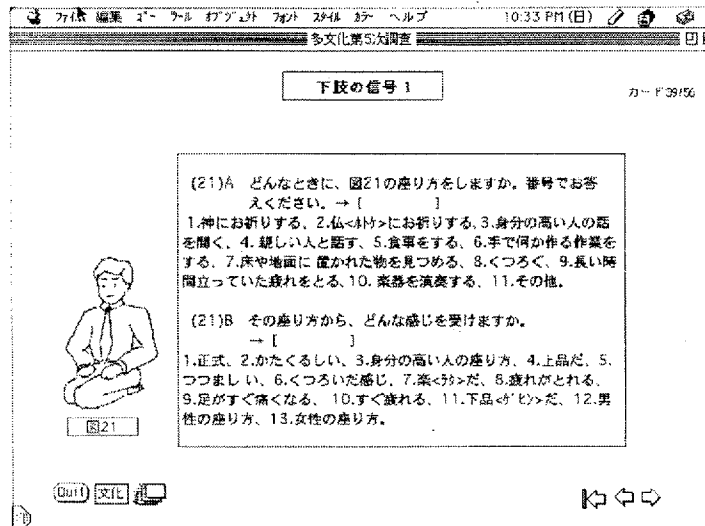 ファイル 編集 ツール オブジェクト フォント スタイル カラー ヘルプ 10:33 PM (日)
多文化第5次調査
下肢の信号 1
カード39/56
(21)A どんなときに、図21の座り方をしますか。番号でお答
えください。→ [ ]
1.神にお祈りする、2.仏<ホトケ>にお祈りする、3.身分の高い人の話
を聞く、4.親しい人と話す、5.食事をする、6.手で何か作る作業を
する、7.床や地面に 置かれた物を見つめる、8.くつろぐ、9.長い時
間立っていた疲れをとる、10. 楽器を演奏する、11.その他。
(21)B その座り方から、どんな感じを受けますか。
→ [ ]
1.正式、2.かたくるしい、3.身分の高い人の座り方、4.上品だ、5.
つつまし い、6.くつろいだ感じ、7.楽<ラク>だ、8.疲れがとれる、
9.足がすぐ痛くなる、 10.すぐ疲れる、11.下品<ゲヒン>だ、12.男
性の座り方、13.女性の座り方。
図21
Quit 文化